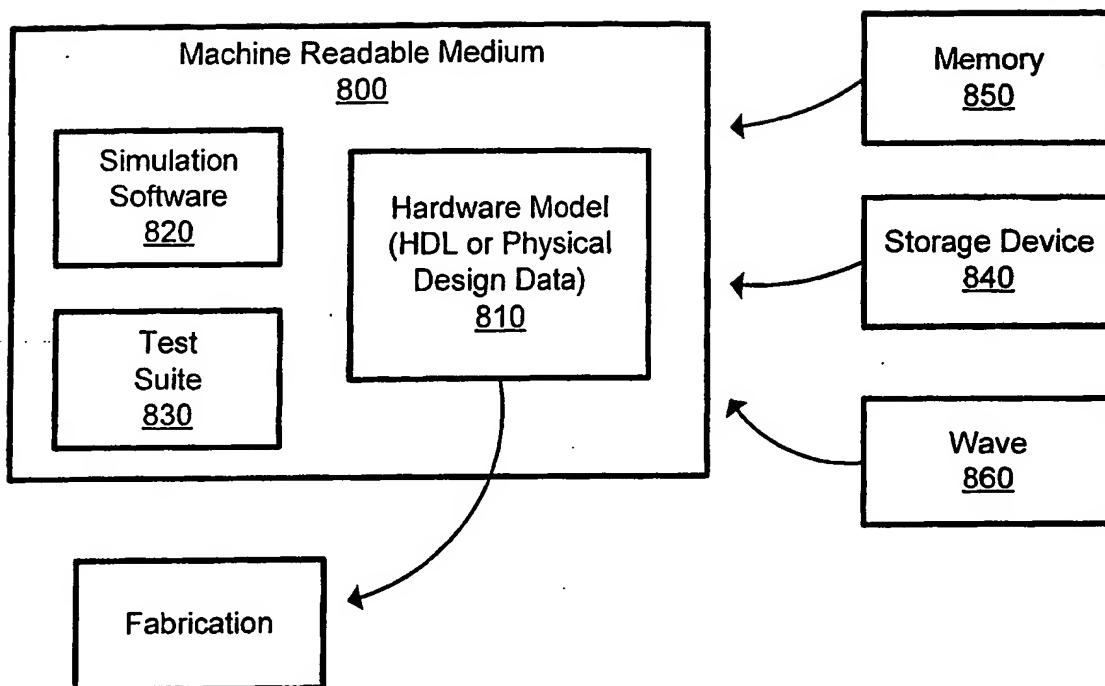 Machine Readable Medium
800
Simulation
Software
820
Hardware Model
(HDL or Physical
Design Data)
810
Test
Suite
830
Memory
850
Storage Device
840
Wave
860
Fabrication